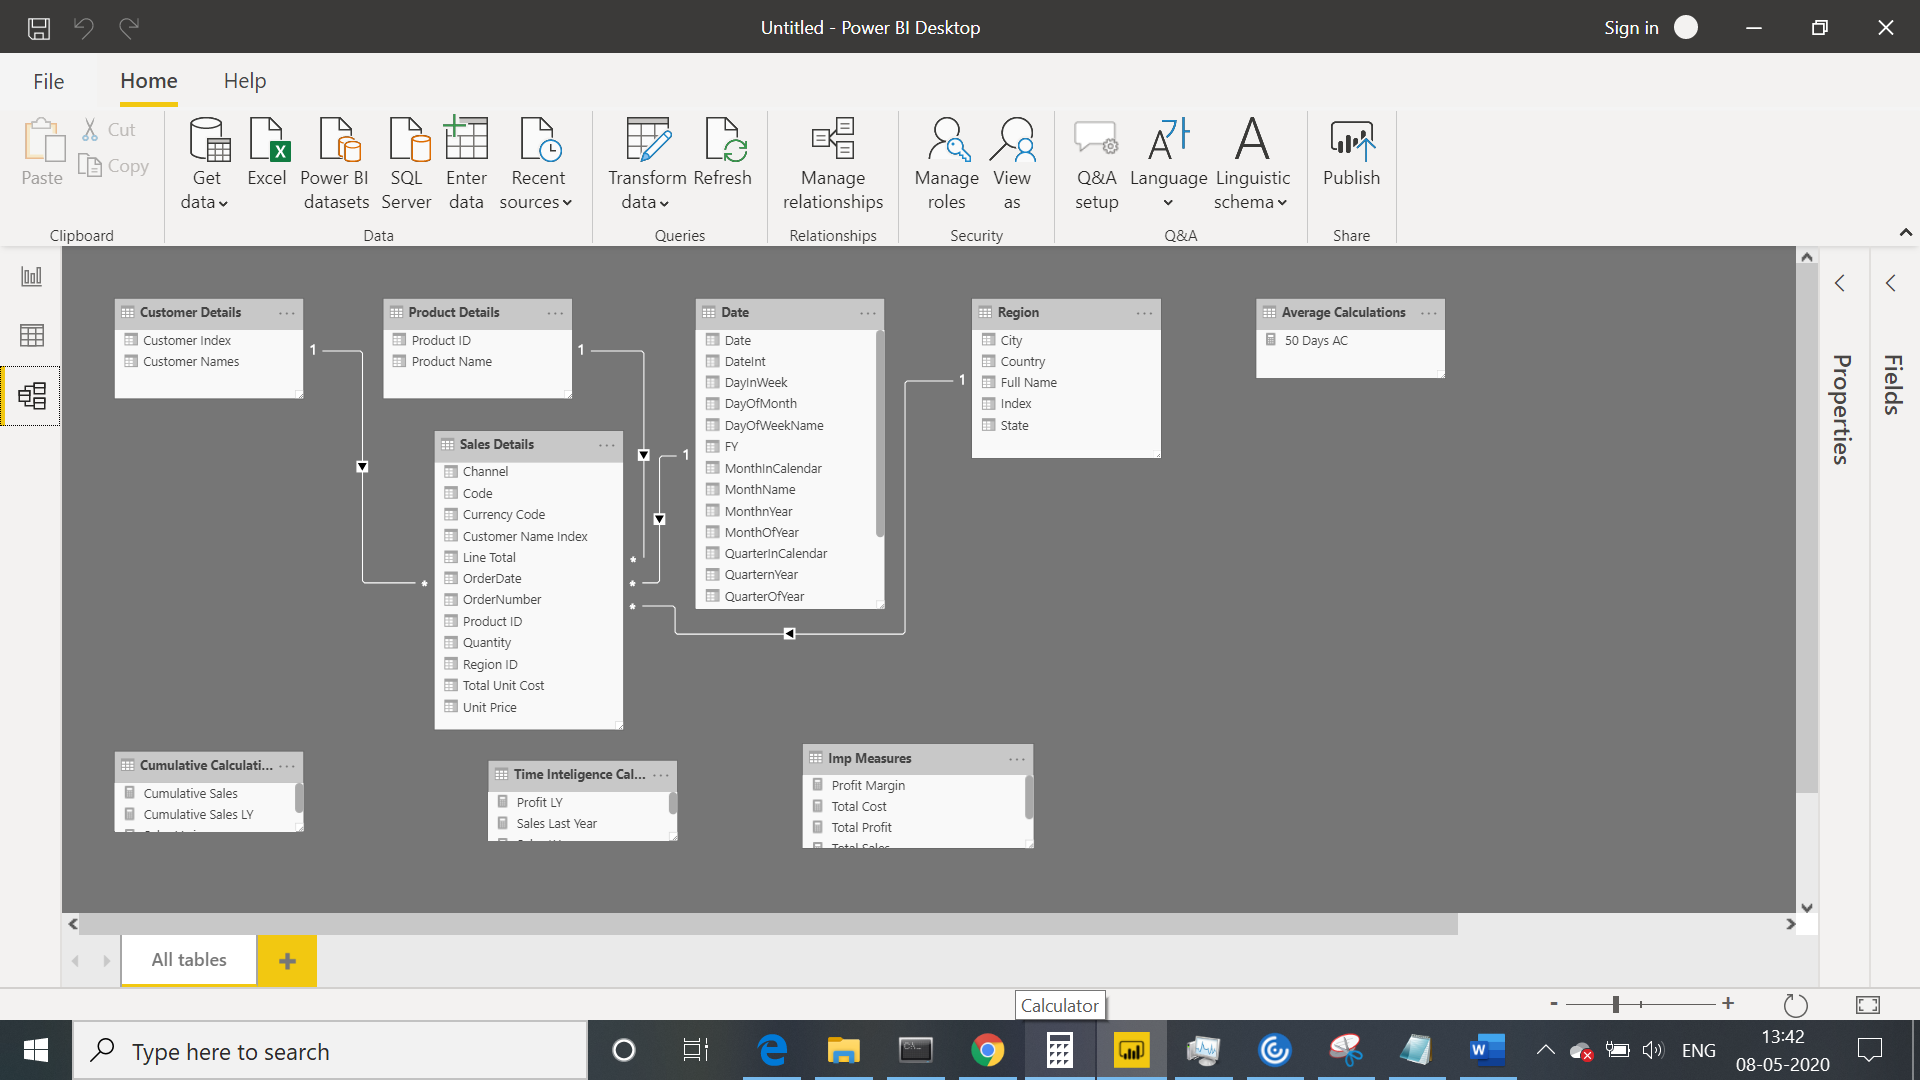 Untitled - Power BI Desktop
Sign in
File
Home
Help
Paste
Cut
Copy
Clipboard
Get data
Excel
Power BI datasets
SQL Server
Enter data
Recent sources
Data
Transform data
Refresh
Queries
Manage relationships
Relationships
Manage roles
View as
Security
Q&A setup
Language
Linguistic schema
Q&A
Publish
Share
Customer Details
Customer Index
Customer Names
1
Product Details
Product ID
Product Name
1
Date
Date
DateInt
DayInWeek
DayOfMonth
DayOfWeekName
FY
MonthInCalendar
MonthName
MonthnYear
MonthOfYear
QuarterInCalendar
QuarternYear
QuarterOfYear
1
Region
City
Country
Full Name
Index
State
1
Average Calculations
50 Days AC
Sales Details
Channel
Code
Currency Code
Customer Name Index
Line Total
OrderDate
OrderNumber
Product ID
Quantity
Region ID
Total Unit Cost
Unit Price
*
*
*
*
Cumulative Calculati...
Cumulative Sales
Cumulative Sales LY
Time Inteligence Cal...
Profit LY
Sales Last Year
Imp Measures
Profit Margin
Total Cost
Total Profit
Total Sales
Properties
Fields
All tables
+
Calculator
- +
Type here to search
ENG
13:42
08-05-2020